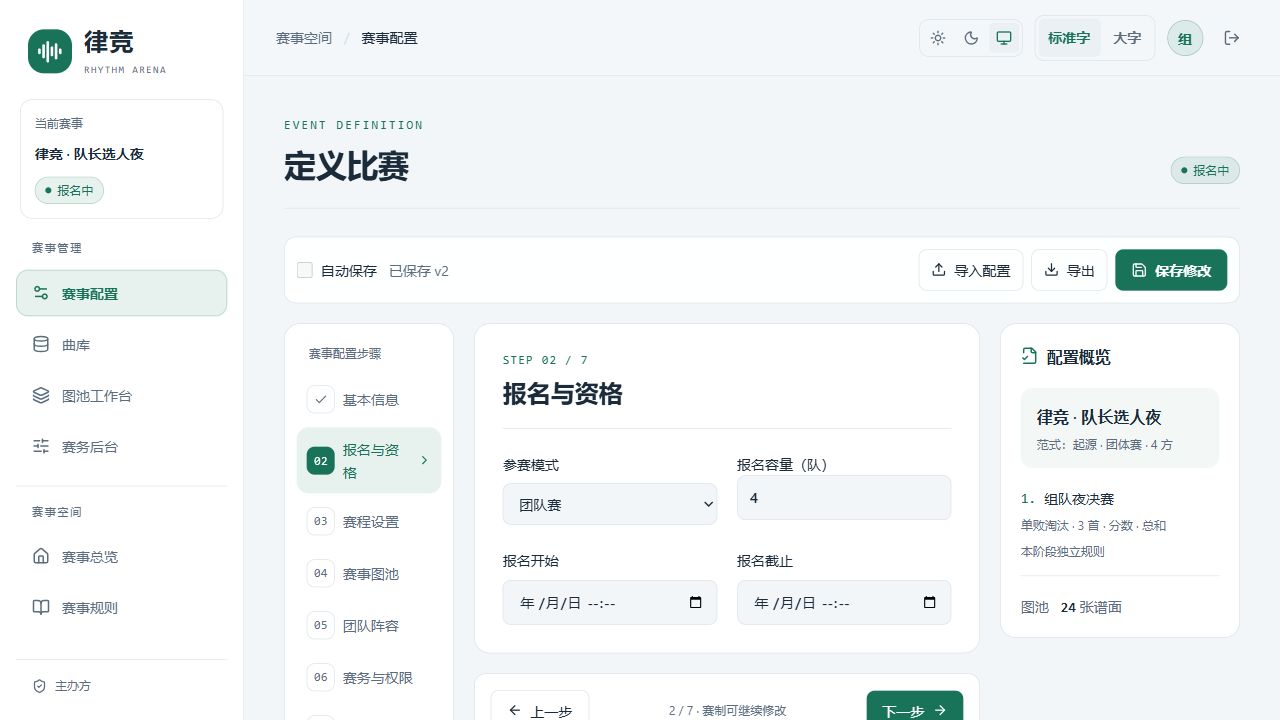 律竞
RHYTHM ARENA
当前赛事
律竞 · 队长选人夜
报名中
赛事管理
赛事配置
曲库
图池工作台
赛务后台
赛事空间
赛事总览
赛事规则
主办方
赛事空间 / 赛事配置
标准字 大字 组
EVENT DEFINITION
定义比赛
报名中
自动保存 已保存 v2
导入配置 导出 保存修改
赛事配置步骤
基本信息
02 报名与资格
03 赛程设置
04 赛事图池
05 团队阵容
06 赛务与权限
STEP 02 / 7
报名与资格
参赛模式 报名容量（队）
团队赛 4
报名开始 报名截止
年 /月/日 --:-- 年 /月/日 --:--
上一步 2 / 7 · 赛制可继续修改 下一步
配置概览
律竞 · 队长选人夜
范式：起源 · 团体赛 · 4 方
1. 组队夜决赛
单败淘汰 · 3 首 · 分数 · 总和
本阶段独立规则
图池 24 张谱面